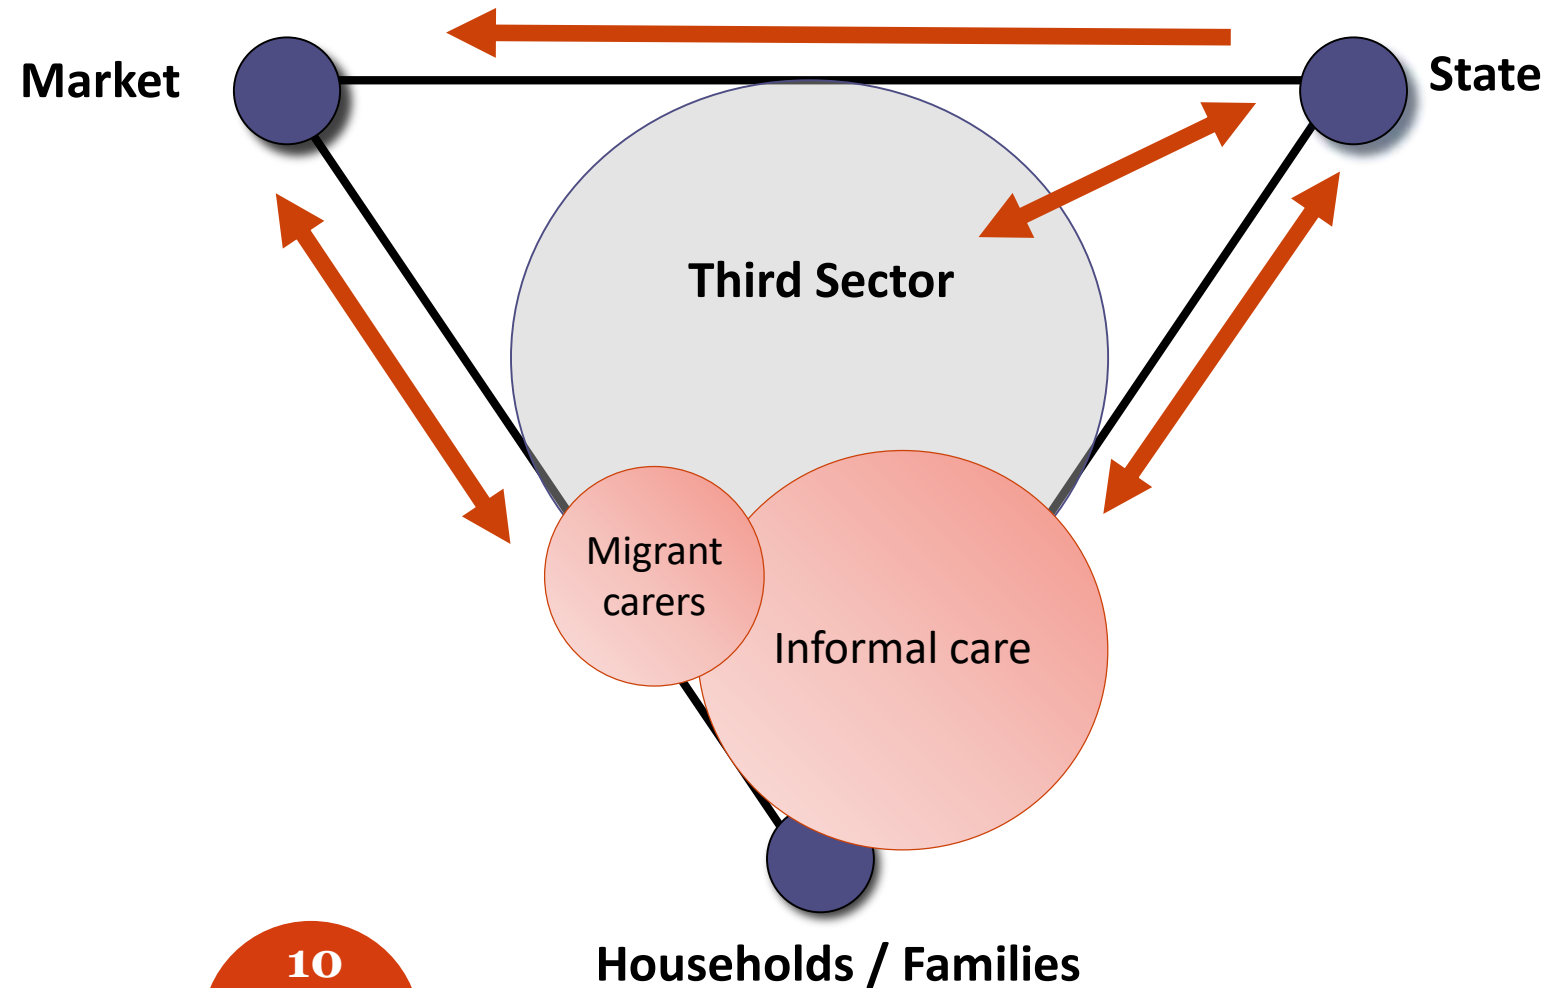 Market
State
Third Sector
Migrant
carers
Informal care
10
Households / Families